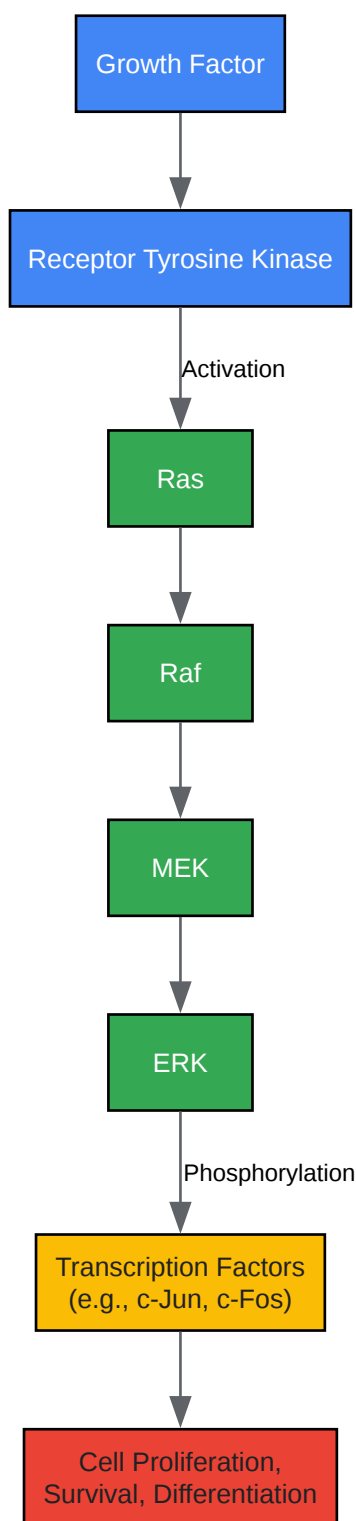 Growth Factor
Receptor Tyrosine Kinase
Activation
Ras
Raf
MEK
ERK
Phosphorylation
Transcription Factors
(e.g., c-Jun, c-Fos)
Cell Proliferation,
Survival, Differentiation